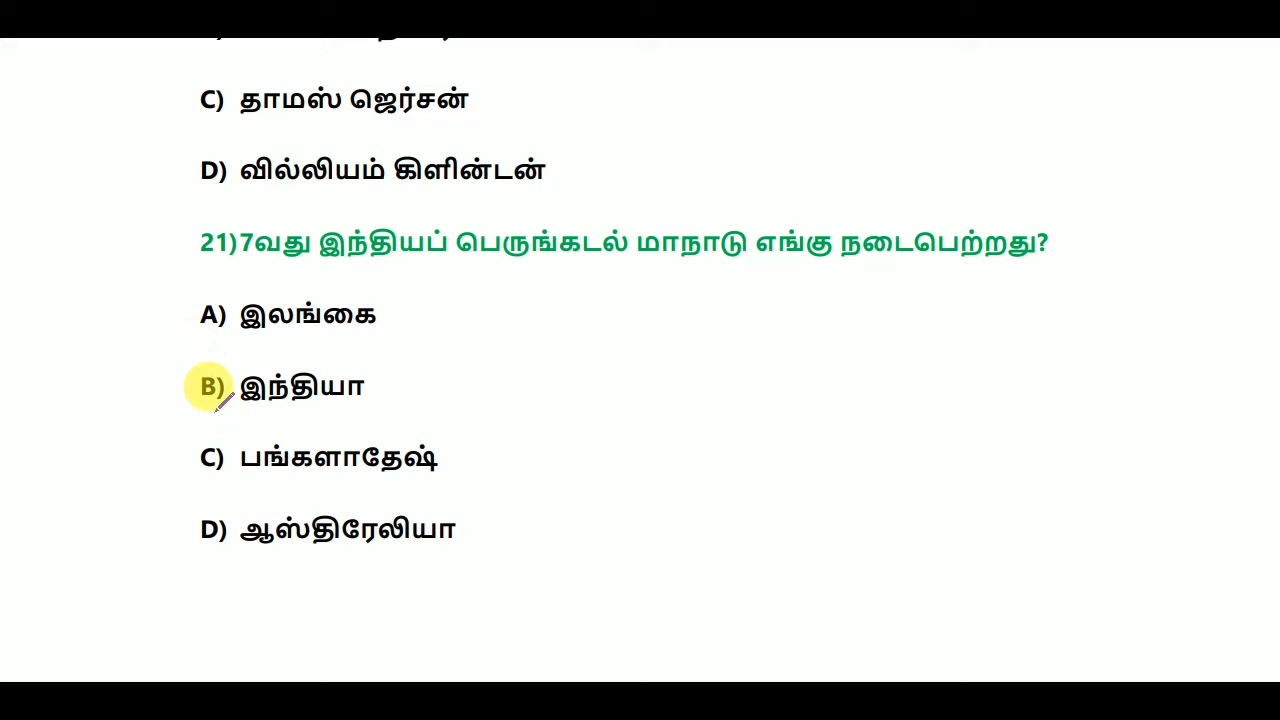 C) தாமஸ் ஜெர்சன்
D) வில்லியம் கிளின்டன்
21)7வது இந்தியப் பெருங்கடல் மாநாடு எங்கு நடைபெற்றது?
A) இலங்கை
B) இந்தியா
C) பங்களாதேஷ்
D) ஆஸ்திரேலியா